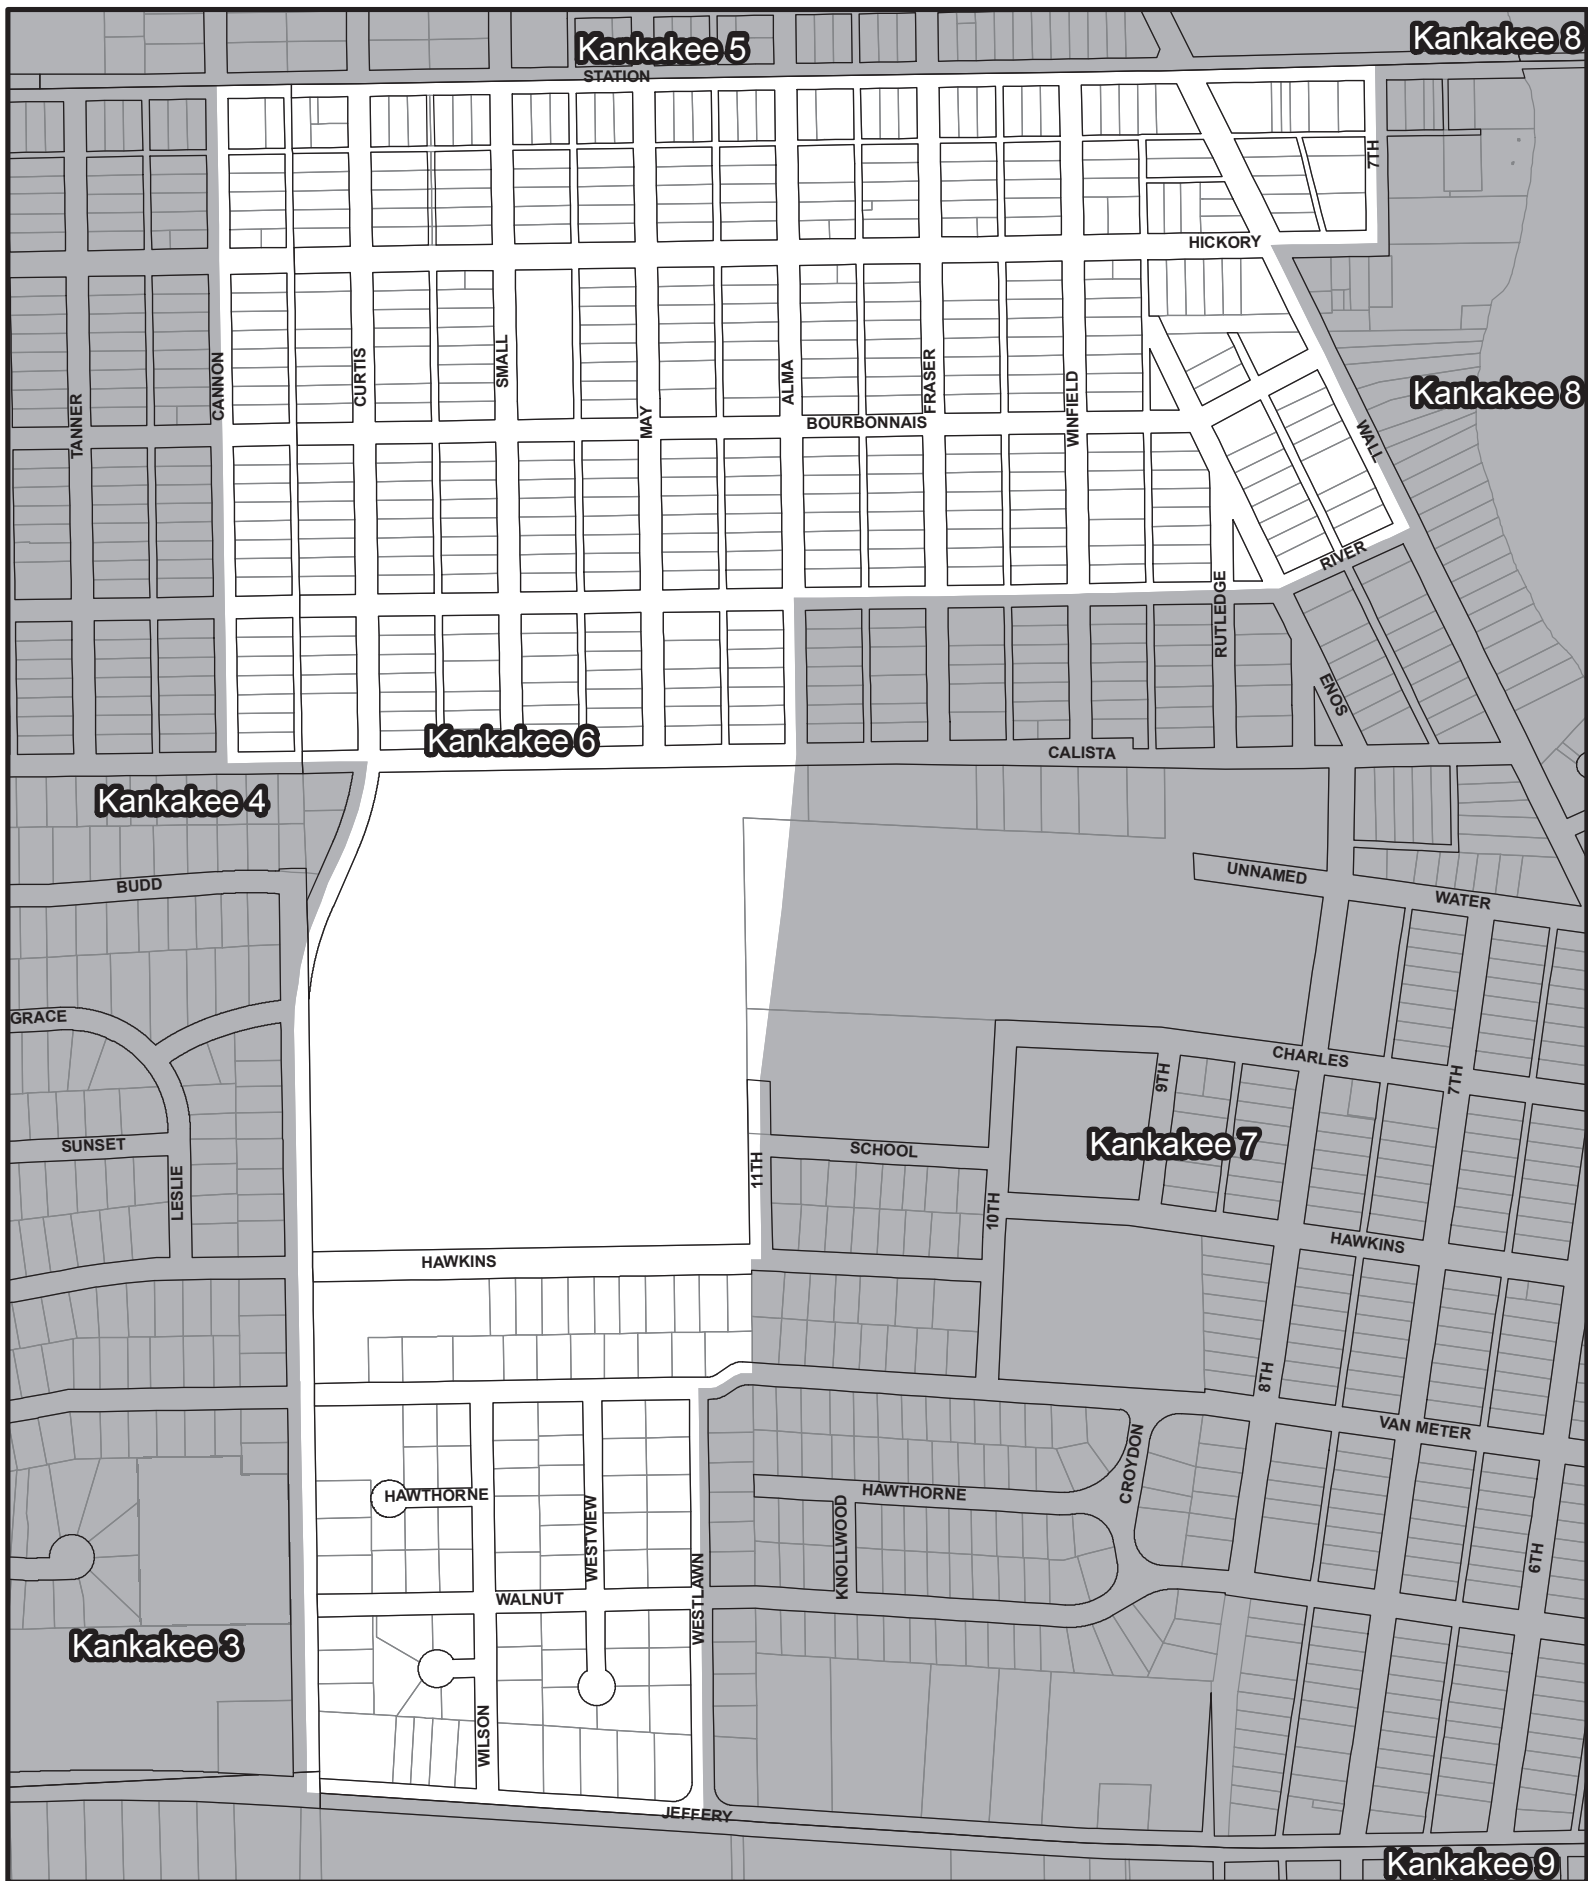 Kankakee 5
Kankakee 8
STATION
7TH
HICKORY
CANNON
CURTIS
SMALL
ALMA
FRASER
WINFIELD
TANNER
MAY
BOURBONNAIS
WALL
Kankakee 8
RIVER
RUTLEDGE
ENOS
Kankakee 6
CALISTA
Kankakee 4
BUDD
UNNAMED
WATER
GRACE
CHARLES
9TH
7TH
SUNSET
SCHOOL
Kankakee 7
LESLIE
11TH
10TH
HAWKINS
HAWKINS
8TH
VAN METER
CROYDON
HAWTHORNE
HAWTHORNE
WESTVIEW
KNOLLWOOD
6TH
WALNUT
WESTLAWN
Kankakee 3
WILSON
JEFFERY
Kankakee 9